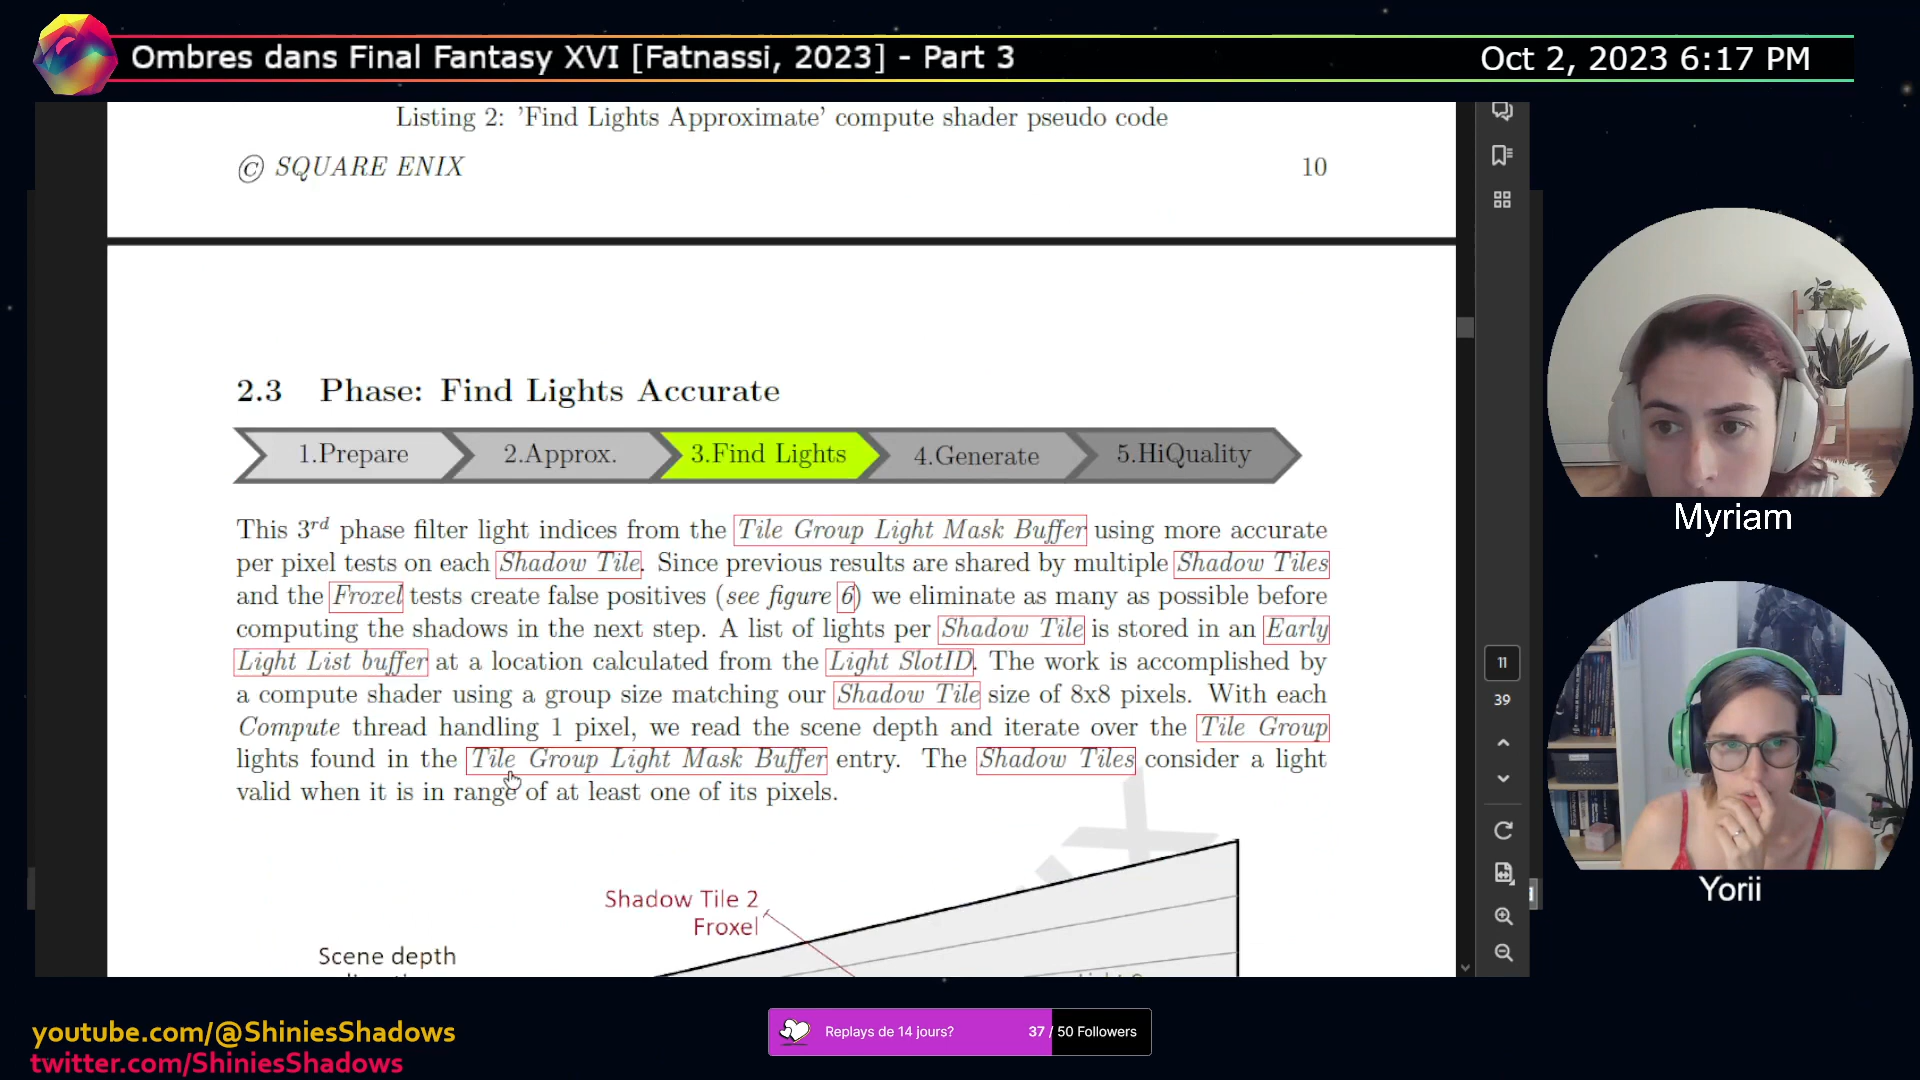 Ombres dans Final Fantasy XVI [Fatnassi, 2023] - Part 3
Oct 2, 2023 6:17 PM
Listing 2: ’Find Lights Approximate’ compute shader pseudo code
© SQUARE ENIX
10
2.3 Phase: Find Lights Accurate
1.Prepare
2.Approx.
3.Find Lights
4.Generate
5.HiQuality
This 3rd phase filter light indices from the Tile Group Light Mask Buffer using more accurate
per pixel tests on each Shadow Tile. Since previous results are shared by multiple Shadow Tiles
and the Froxel tests create false positives (see figure 6) we eliminate as many as possible before
computing the shadows in the next step. A list of lights per Shadow Tile is stored in an Early
Light List buffer at a location calculated from the Light SlotID. The work is accomplished by
a compute shader using a group size matching our Shadow Tile size of 8x8 pixels. With each
Compute thread handling 1 pixel, we read the scene depth and iterate over the Tile Group
lights found in the Tile Group Light Mask Buffer entry. The Shadow Tiles consider a light
valid when it is in range of at least one of its pixels.
Shadow Tile 2
Froxel
Scene depth
11
39
Myriam
Yorii
youtube.com/@ShiniesShadows
twitter.com/ShiniesShadows
Replays de 14 jours?
37 / 50 Followers